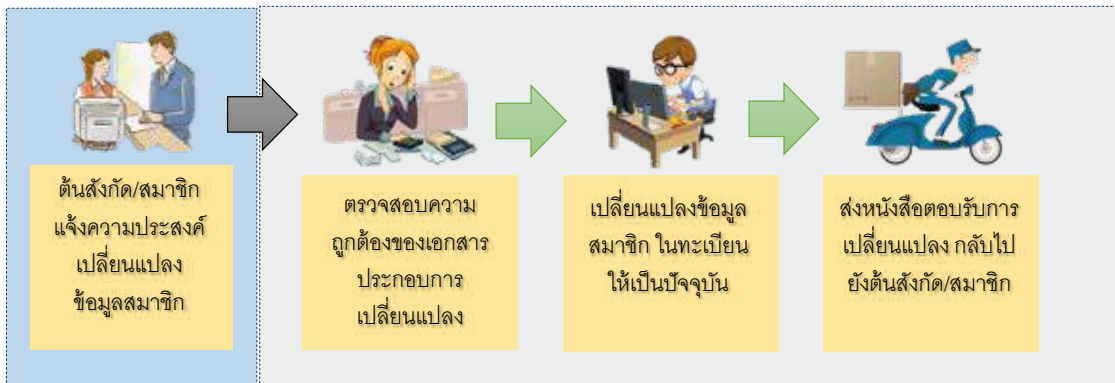 ต้นสังกัด/สมาชิก
แจ้งความประสงค์
เปลี่ยนแปลง
ข้อมูลสมาชิก
ตรวจสอบความ
ถูกต้องของเอกสาร
ประกอบการ
เปลี่ยนแปลง
เปลี่ยนแปลงข้อมูล
สมาชิก ในทะเบียน
ให้เป็นปัจจุบัน
ส่งหนังสือตอบรับการ
เปลี่ยนแปลง กลับไป
ยังต้นสังกัด/สมาชิก